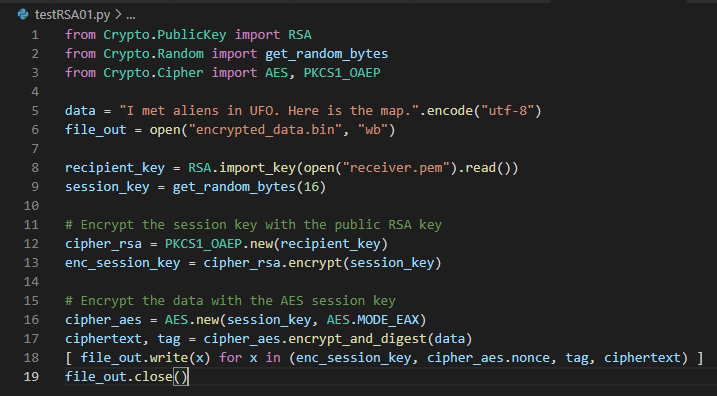 testRSA01.py > ...
1 from Crypto.PublicKey import RSA
2 from Crypto.Random import get_random_bytes
3 from Crypto.Cipher import AES, PKCS1_OAEP
4
5 data = "I met aliens in UFO. Here is the map.".encode("utf-8")
6 file_out = open("encrypted_data.bin", "wb")
7
8 recipient_key = RSA.import_key(open("receiver.pem").read())
9 session_key = get_random_bytes(16)
10
11 # Encrypt the session key with the public RSA key
12 cipher_rsa = PKCS1_OAEP.new(recipient_key)
13 enc_session_key = cipher_rsa.encrypt(session_key)
14
15 # Encrypt the data with the AES session key
16 cipher_aes = AES.new(session_key, AES.MODE_EAX)
17 ciphertext, tag = cipher_aes.encrypt_and_digest(data)
18 [ file_out.write(x) for x in (enc_session_key, cipher_aes.nonce, tag, ciphertext) ]
19 file_out.close()